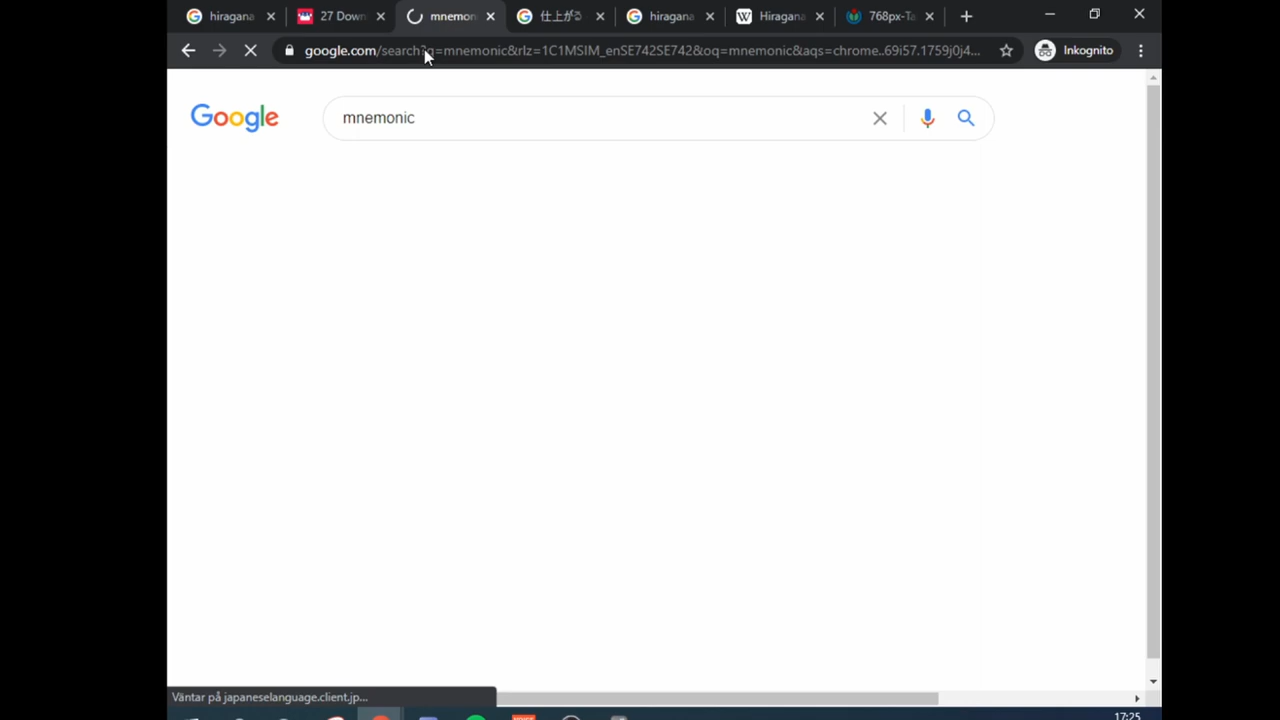 hiragana
27 Down
mnemon
仕上がる
hiragana
Hiragana
768px-Ta
google.com/search?q=mnemonic&rlz=1C1MSIM_enSE742SE742&oq=mnemonic&aqs=chrome..69i57.1759j0j4...
Inkognito
Google
mnemonic
Väntar på japaneselanguage.client.jp...
17:25